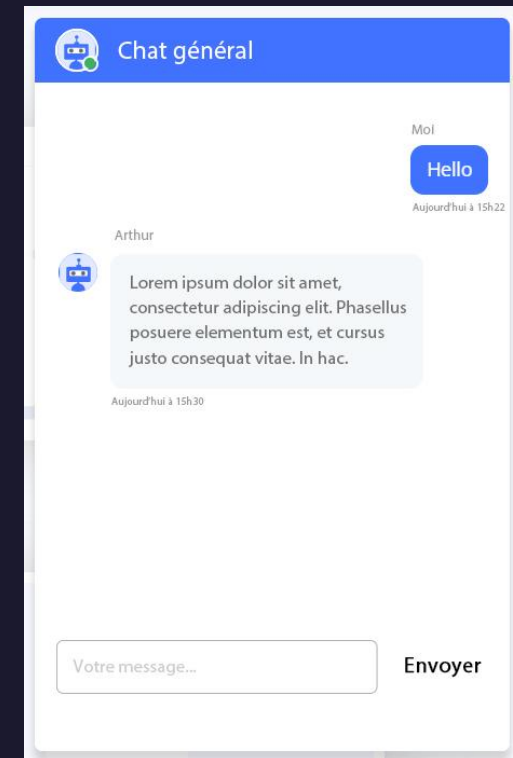 Chat général
Moi
Hello
Aujourd'hui à 15h22
Arthur
Lorem ipsum dolor sit amet,
consectetur adipiscing elit. Phasellus
posuere elementum est, et cursus
justo consequat vitae. In hac.
Aujourd'hui à 15h30
Votre message...
Envoyer